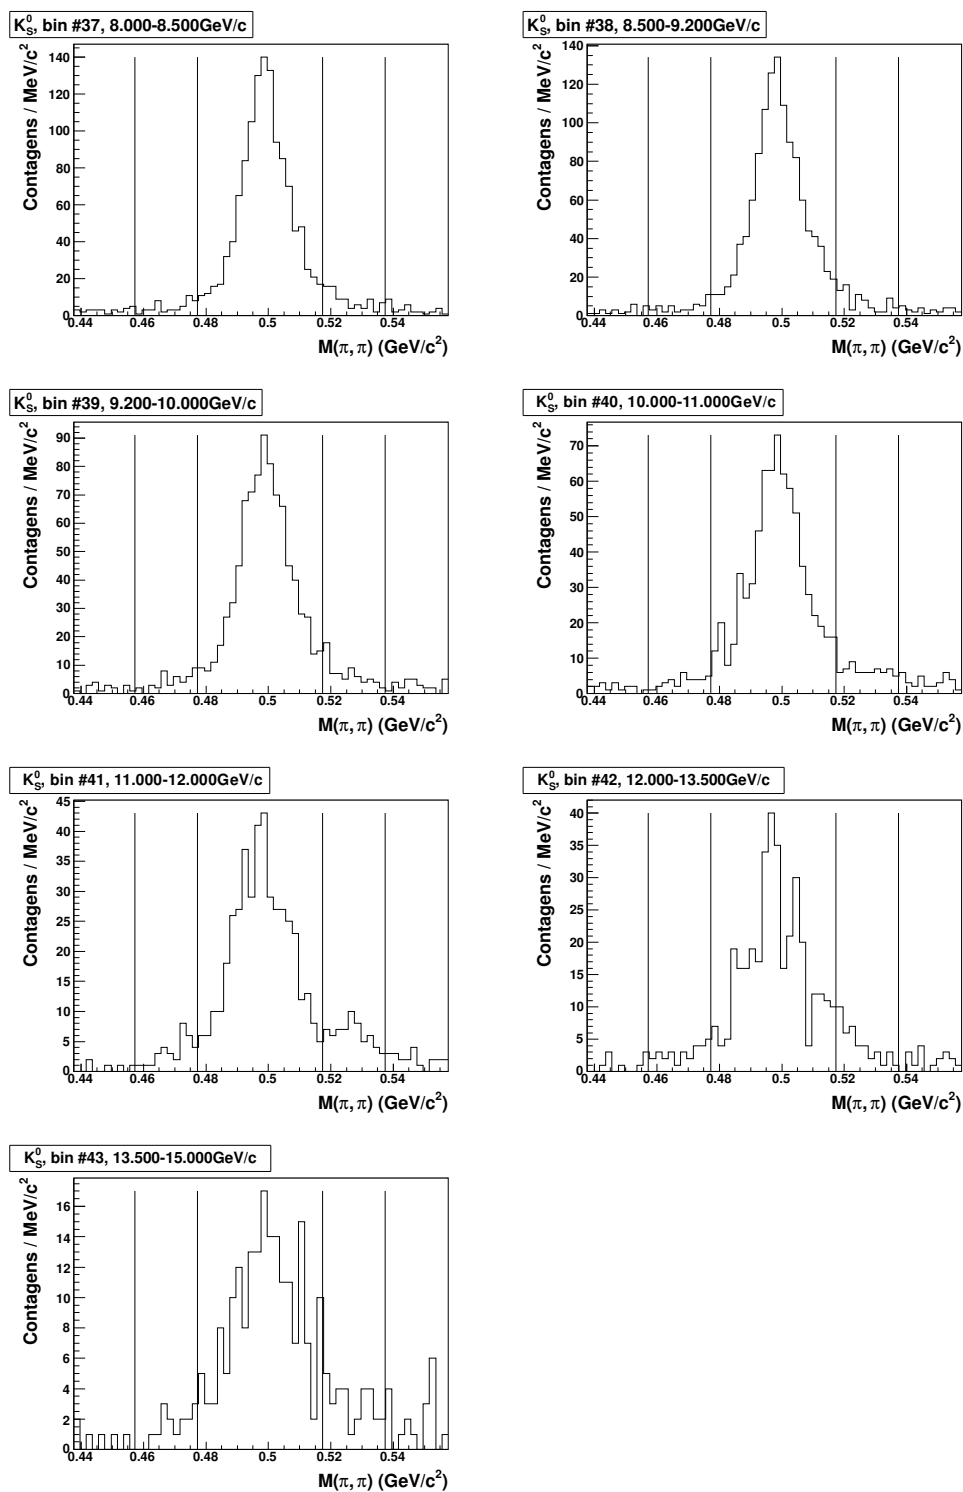 K⁰_S, bin #37, 8.000-8.500GeV/c
Contagens / MeV/c²
140
120
100
80
60
40
20
0
0.44 0.46 0.48 0.5 0.52 0.54
M(π, π) (GeV/c²)
K⁰_S, bin #38, 8.500-9.200GeV/c
Contagens / MeV/c²
140
120
100
80
60
40
20
0
0.44 0.46 0.48 0.5 0.52 0.54
M(π, π) (GeV/c²)
K⁰_S, bin #39, 9.200-10.000GeV/c
Contagens / MeV/c²
90
80
70
60
50
40
30
20
10
0
0.44 0.46 0.48 0.5 0.52 0.54
M(π, π) (GeV/c²)
K⁰_S, bin #40, 10.000-11.000GeV/c
Contagens / MeV/c²
70
60
50
40
30
20
10
0
0.44 0.46 0.48 0.5 0.52 0.54
M(π, π) (GeV/c²)
K⁰_S, bin #41, 11.000-12.000GeV/c
Contagens / MeV/c²
45
40
35
30
25
20
15
10
5
0
0.44 0.46 0.48 0.5 0.52 0.54
M(π, π) (GeV/c²)
K⁰_S, bin #42, 12.000-13.500GeV/c
Contagens / MeV/c²
40
35
30
25
20
15
10
5
0
0.44 0.46 0.48 0.5 0.52 0.54
M(π, π) (GeV/c²)
K⁰_S, bin #43, 13.500-15.000GeV/c
Contagens / MeV/c²
16
14
12
10
8
6
4
2
0
0.44 0.46 0.48 0.5 0.52 0.54
M(π, π) (GeV/c²)